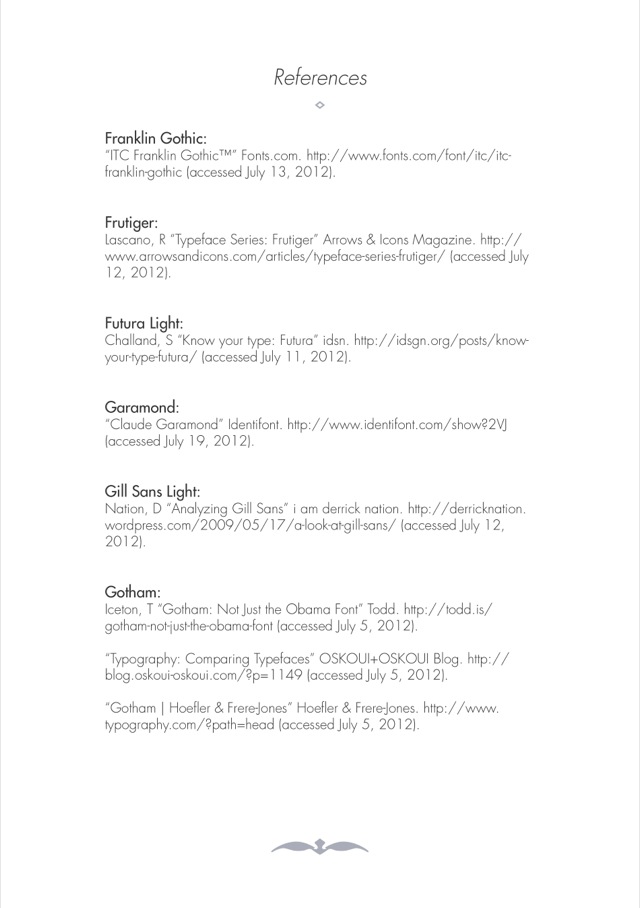 References
Franklin Gothic:
“ITC Franklin Gothic™” Fonts.com. http://www.fonts.com/font/itc/itc-
franklin-gothic (accessed July 13, 2012).
Frutiger:
Lascano, R “Typeface Series: Frutiger” Arrows & Icons Magazine. http://
www.arrowsandicons.com/articles/typeface-series-frutiger/ (accessed July
12, 2012).
Futura Light:
Challand, S “Know your type: Futura” idsn. http://idsgn.org/posts/know-
your-type-futura/ (accessed July 11, 2012).
Garamond:
“Claude Garamond” Identifont. http://www.identifont.com/show?2VJ
(accessed July 19, 2012).
Gill Sans Light:
Nation, D “Analyzing Gill Sans” i am derrick nation. http://derricknation.
wordpress.com/2009/05/17/a-look-at-gill-sans/ (accessed July 12,
2012).
Gotham:
Iceton, T “Gotham: Not Just the Obama Font” Todd. http://todd.is/
gotham-not-just-the-obama-font (accessed July 5, 2012).
“Typography: Comparing Typefaces” OSKOUI+OSKOUI Blog. http://
blog.oskoui-oskoui.com/?p=1149 (accessed July 5, 2012).
“Gotham | Hoefler & Frere-Jones” Hoefler & Frere-Jones. http://www.
typography.com/?path=head (accessed July 5, 2012).